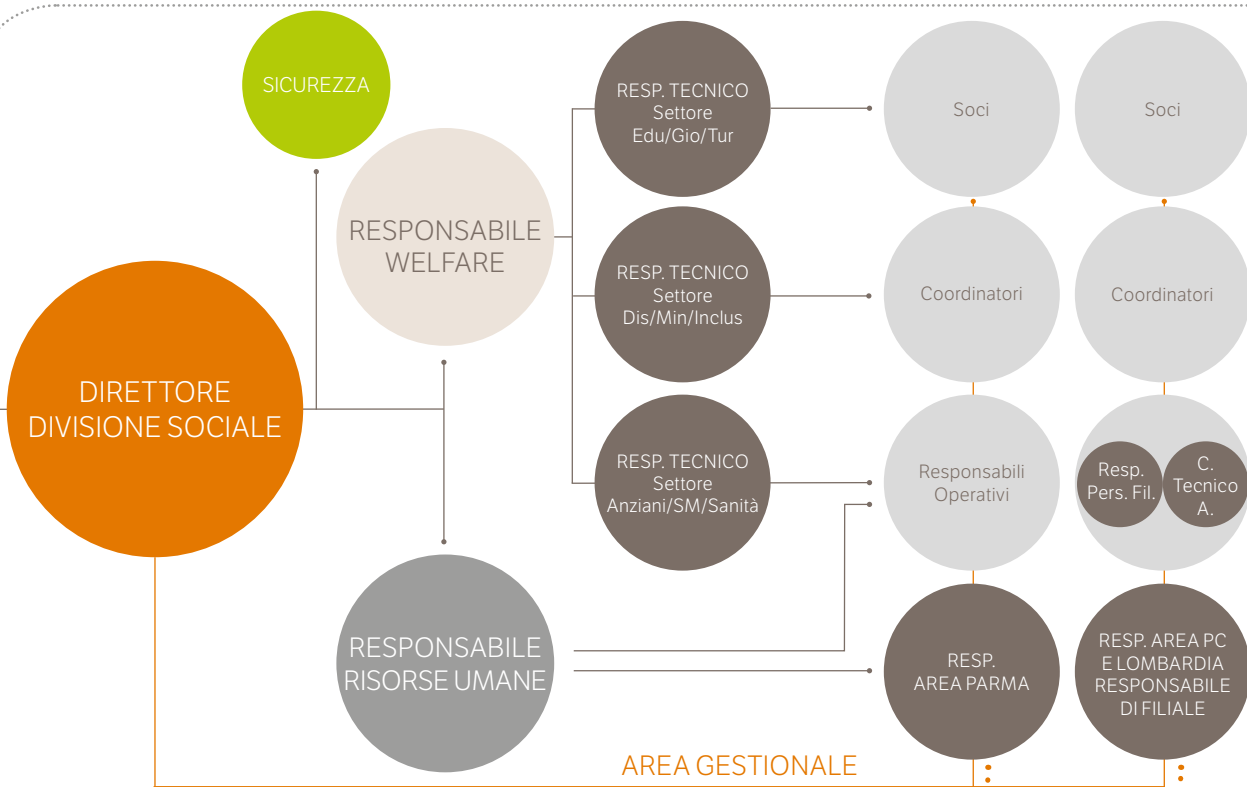 SICUREZZA
RESP. TECNICO
Settore
Edu/Gio/Tur
Soci
Soci
RESPONSABILE
WELFARE
RESP. TECNICO
Settore
Dis/Min/Inclus
Coordinatori
Coordinatori
DIRETTORE
DIVISIONE SOCIALE
RESP. TECNICO
Settore
Anziani/SM/Sanità
Responsabili
Operativi
Resp.
Pers. Fil.
C.
Tecnico
A.
RESPONSABILE
RISORSE UMANE
RESP.
AREA PARMA
RESP. AREA PC
E LOMBARDIA
RESPONSABILE
DI FILIALE
AREA GESTIONALE